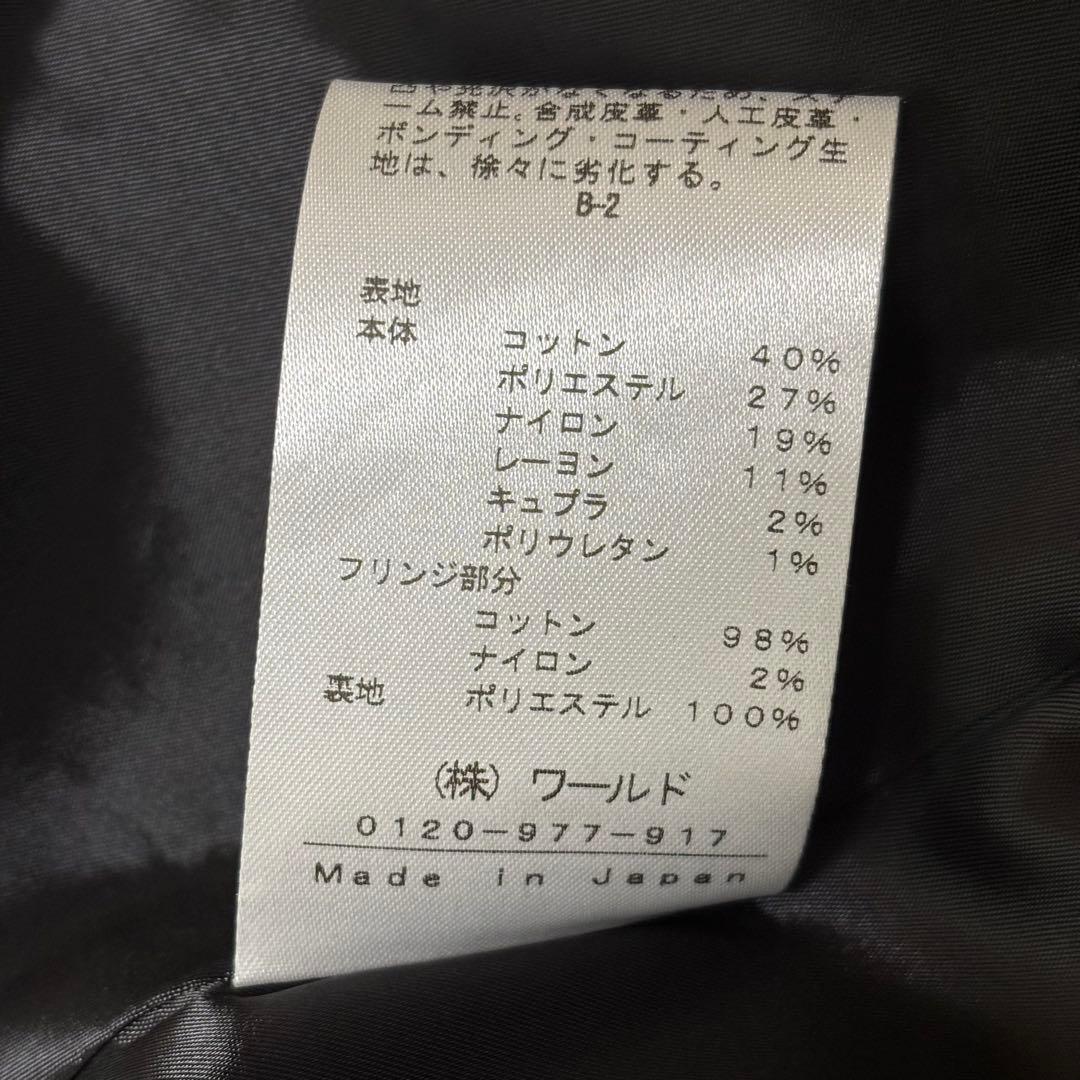 ーム禁止。合成皮革・人工皮革・
ボンディング・コーティング生
地は、徐々に劣化する。
B-2
表地
本体 コットン 40%
ポリエステル 27%
ナイロン 19%
レーヨン 11%
キュプラ 2%
ポリウレタン 1%
フリンジ部分
コットン 98%
ナイロン 2%
裏地 ポリエステル 100%
(株) ワールド
0120-977-917
Made in Japan